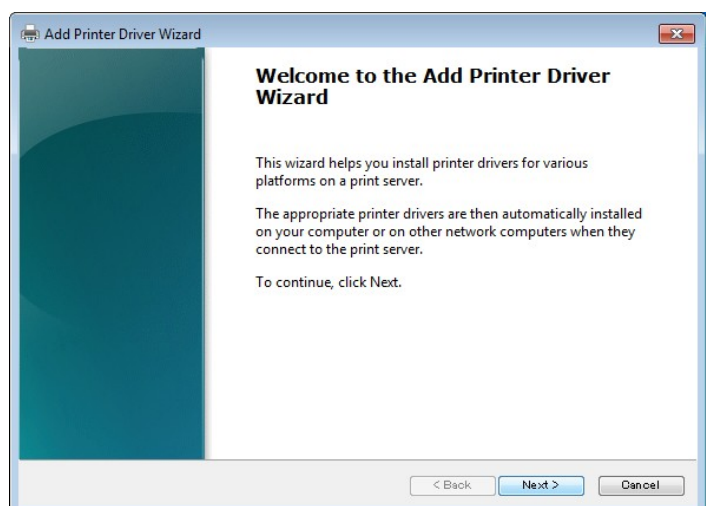 Add Printer Driver Wizard
Welcome to the Add Printer Driver
Wizard
This wizard helps you install printer drivers for various
platforms on a print server.
The appropriate printer drivers are then automatically installed
on your computer or on other network computers when they
connect to the print server.
To continue, click Next.
< Back Next > Cancel